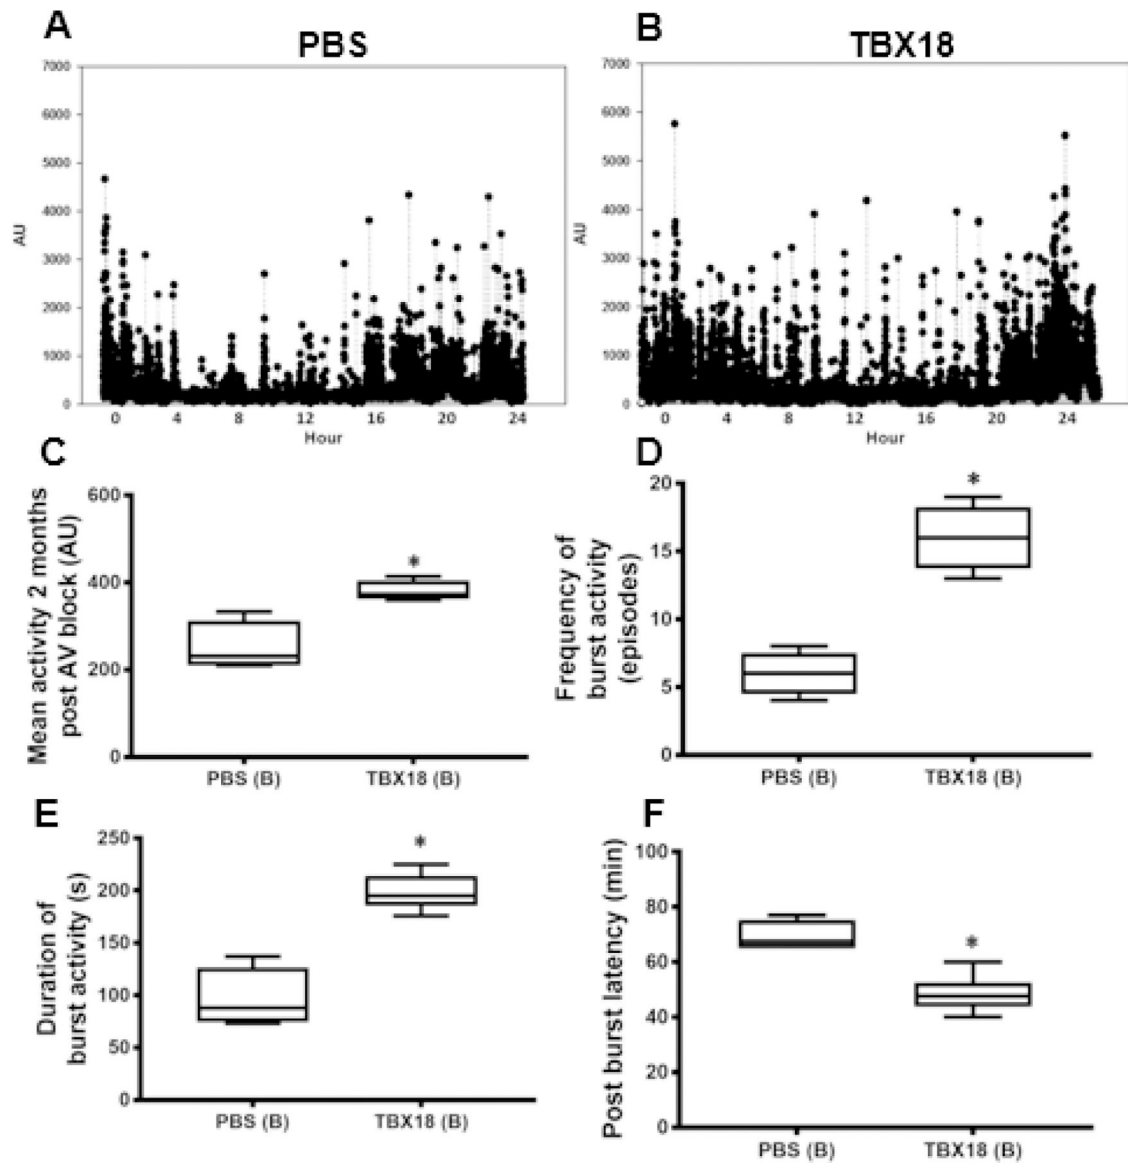 A
PBS
7000
6000
5000
4000
3000
2000
1000
0
AU
0 4 8 12 16 20 24
Hour
B
TBX18
7000
6000
5000
4000
3000
2000
1000
0
AU
0 4 8 12 16 20 24
Hour
C
Mean activity 2 months
post AV block (AU)
600
400
200
0
*
PBS (B) TBX18 (B)
D
Frequency of
burst activity
(episodes)
20
15
10
5
0
*
PBS (B) TBX18 (B)
E
Duration of
burst activity (s)
250
200
150
100
50
0
*
PBS (B) TBX18 (B)
F
Post burst latency (min)
100
80
60
40
20
0
*
PBS (B) TBX18 (B)